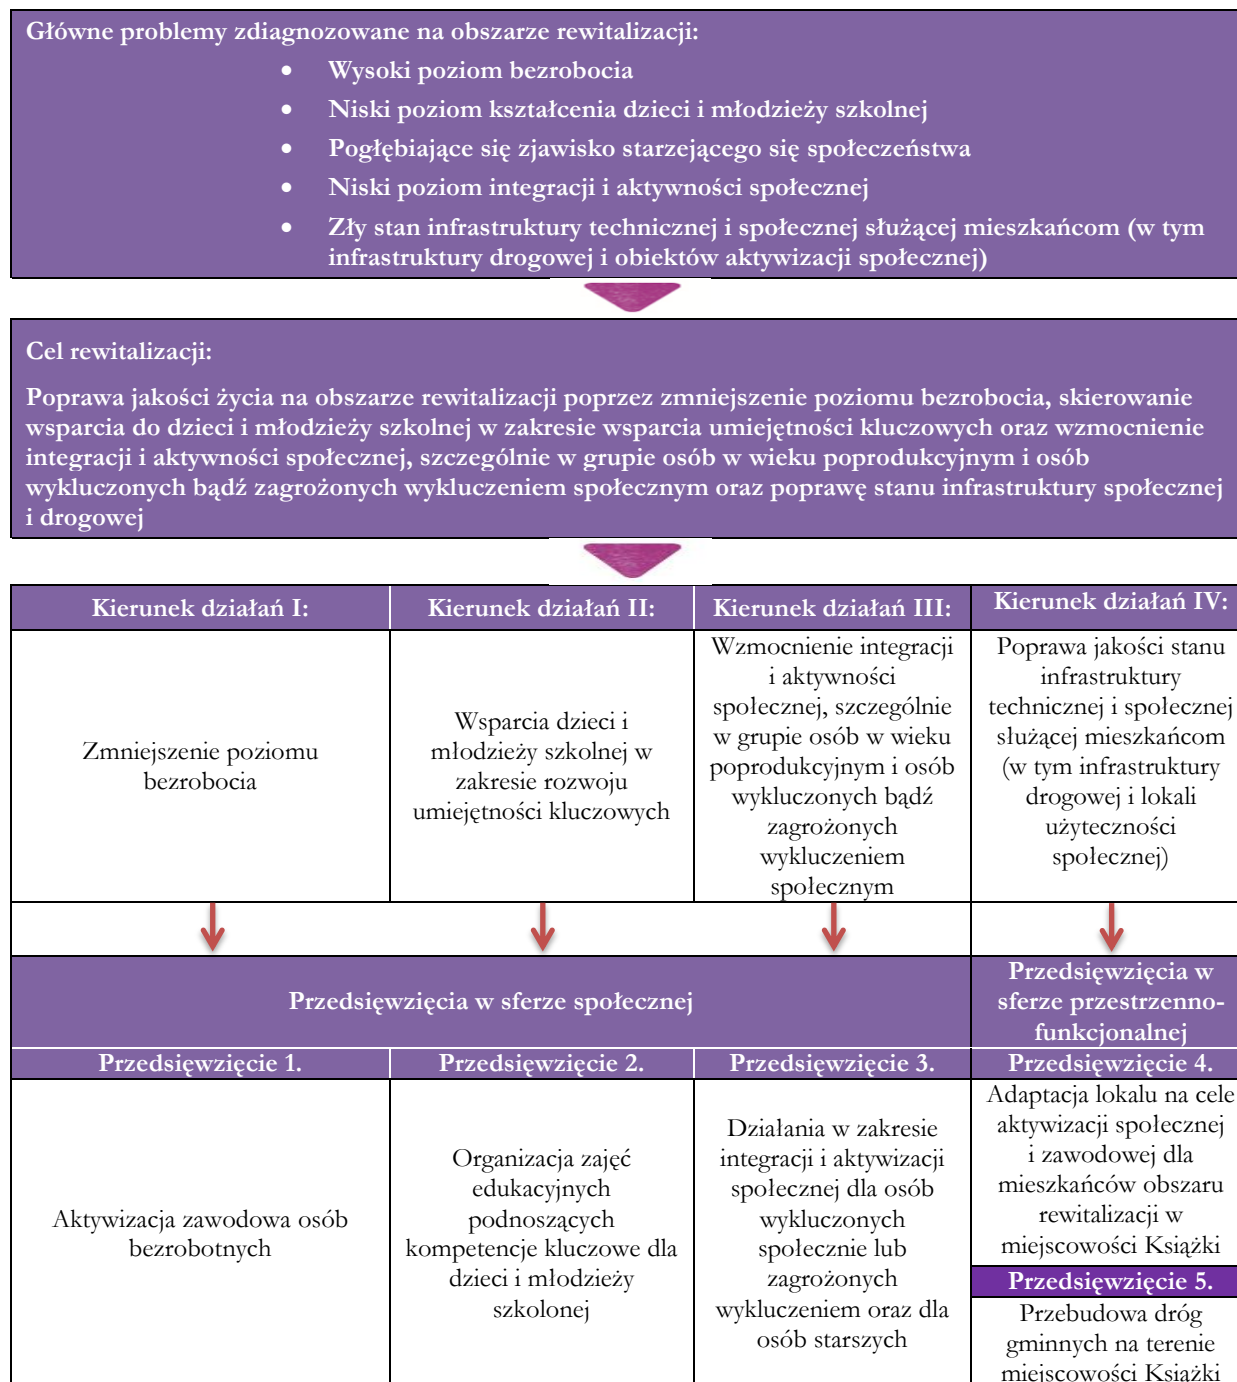 Główne problemy zdiagnozowane na obszarze rewitalizacji:
• Wysoki poziom bezrobocia
• Niski poziom kształcenia dzieci i młodzieży szkolnej
• Pogłębiające się zjawisko starzejącego się społeczeństwa
• Niski poziom integracji i aktywności społecznej
• Zły stan infrastruktury technicznej i społecznej służącej mieszkańcom (w tym
infrastruktury drogowej i obiektów aktywizacji społecznej)
Cel rewitalizacji:
Poprawa jakości życia na obszarze rewitalizacji poprzez zmniejszenie poziomu bezrobocia, skierowanie
wsparcia do dzieci i młodzieży szkolnej w zakresie wsparcia umiejętności kluczowych oraz wzmocnienie
integracji i aktywności społecznej, szczególnie w grupie osób w wieku poprodukcyjnym i osób
wykluczonych bądź zagrożonych wykluczeniem społecznym oraz poprawę stanu infrastruktury społecznej
i drogowej
Kierunek działań I:
Zmniejszenie poziomu
bezrobocia
Kierunek działań II:
Wsparcia dzieci i
młodzieży szkolnej w
zakresie rozwoju
umiejętności kluczowych
Kierunek działań III:
Wzmocnienie integracji
i aktywności
społecznej, szczególnie
w grupie osób w wieku
poprodukcyjnym i osób
wykluczonych bądź
zagrożonych
wykluczeniem
społecznym
Kierunek działań IV:
Poprawa jakości stanu
infrastruktury
technicznej i społecznej
służącej mieszkańcom
(w tym infrastruktury
drogowej i lokali
użyteczności
społecznej)
Przedsięwzięcia w sferze społecznej
Przedsięwzięcie 1.
Aktywizacja zawodowa osób
bezrobotnych
Przedsięwzięcie 2.
Organizacja zajęć
edukacyjnych
podnoszących
kompetencje kluczowe dla
dzieci i młodzieży
szkolonej
Przedsięwzięcie 3.
Działania w zakresie
integracji i aktywizacji
społecznej dla osób
wykluczonych
społecznie lub
zagrożonych
wykluczeniem oraz dla
osób starszych
Przedsięwzięcia w
sferze przestrzenno-
funkcjonalnej
Przedsięwzięcie 4.
Adaptacja lokalu na cele
aktywizacji społecznej
i zawodowej dla
mieszkańców obszaru
rewitalizacji w
miejscowości Książki
Przedsięwzięcie 5.
Przebudowa dróg
gminnych na terenie
miejscowości Książki